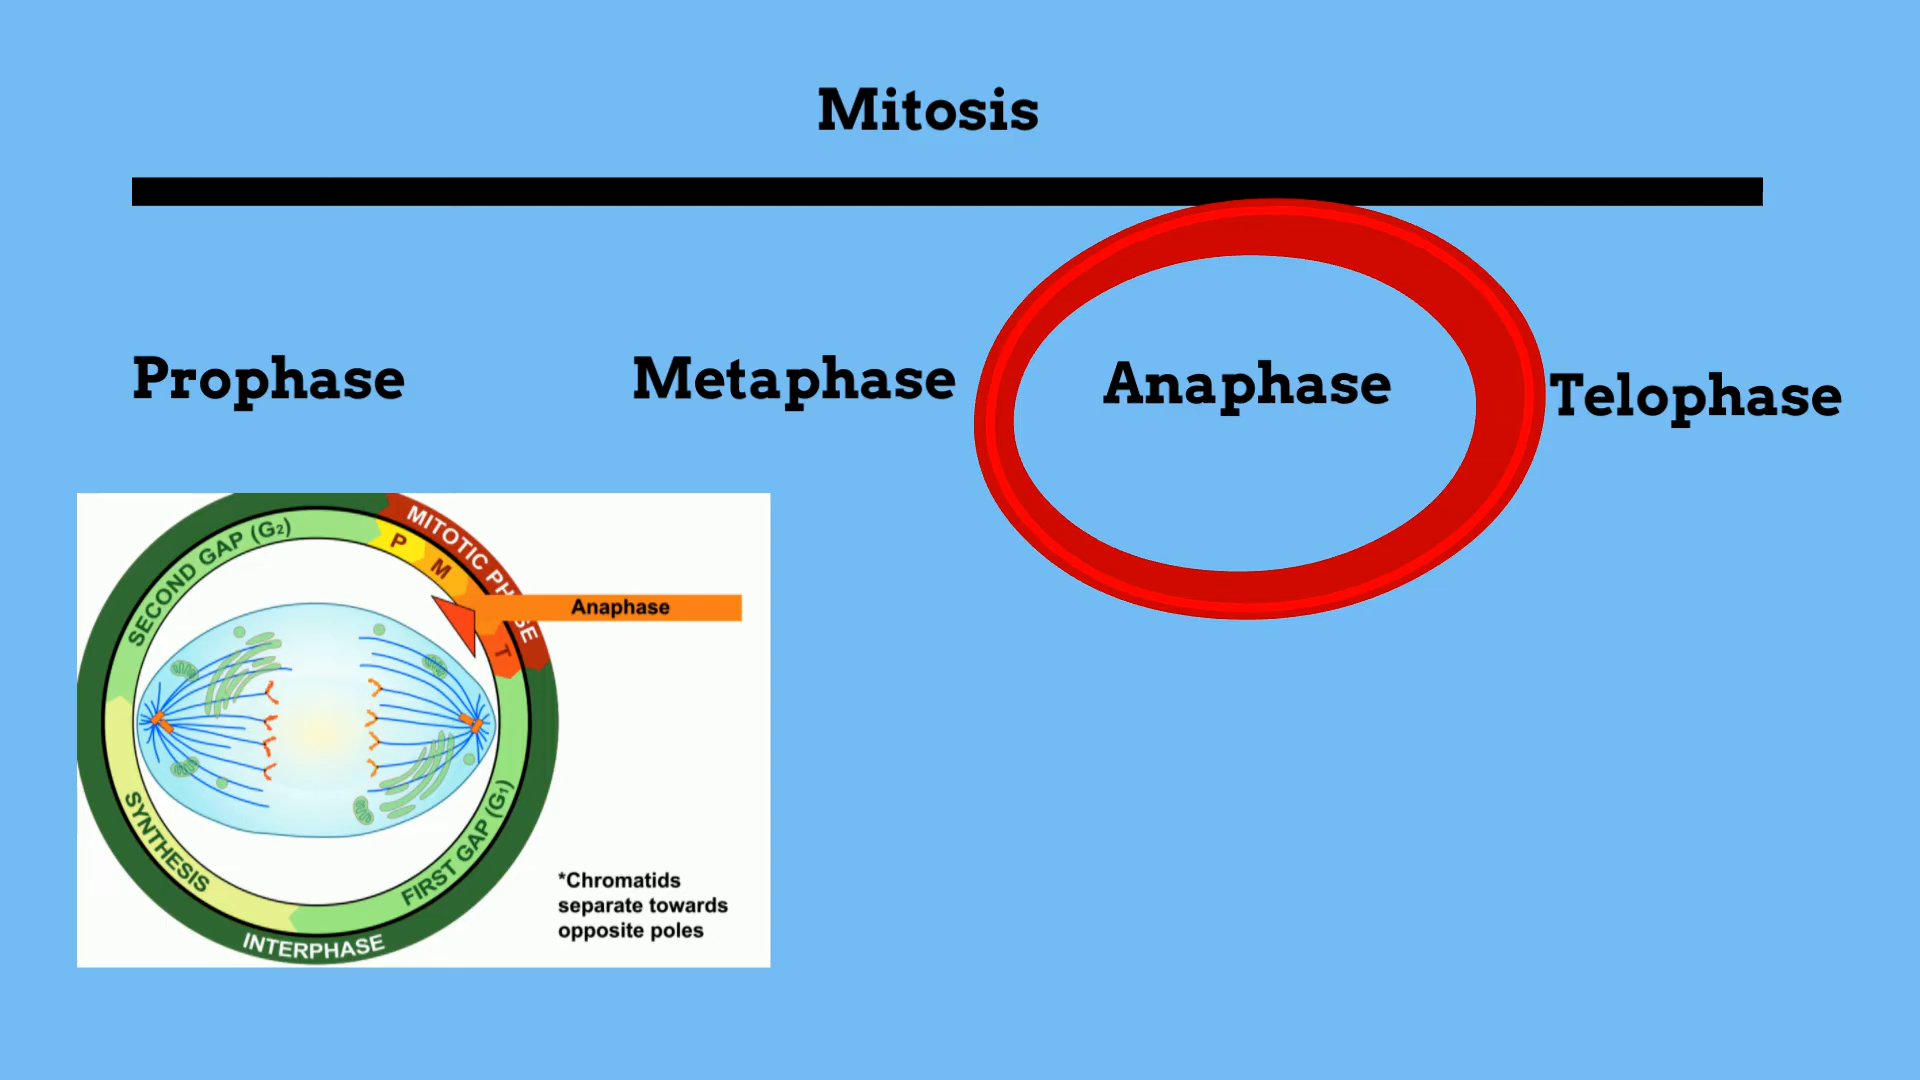 Mitosis
Prophase
Metaphase
Anaphase
Telophase
SECOND GAP (G₂)
MITOTIC PHASE
P
M
T
Anaphase
SYNTHESIS
FIRST GAP (G₁)
INTERPHASE
*Chromatids
separate towards
opposite poles